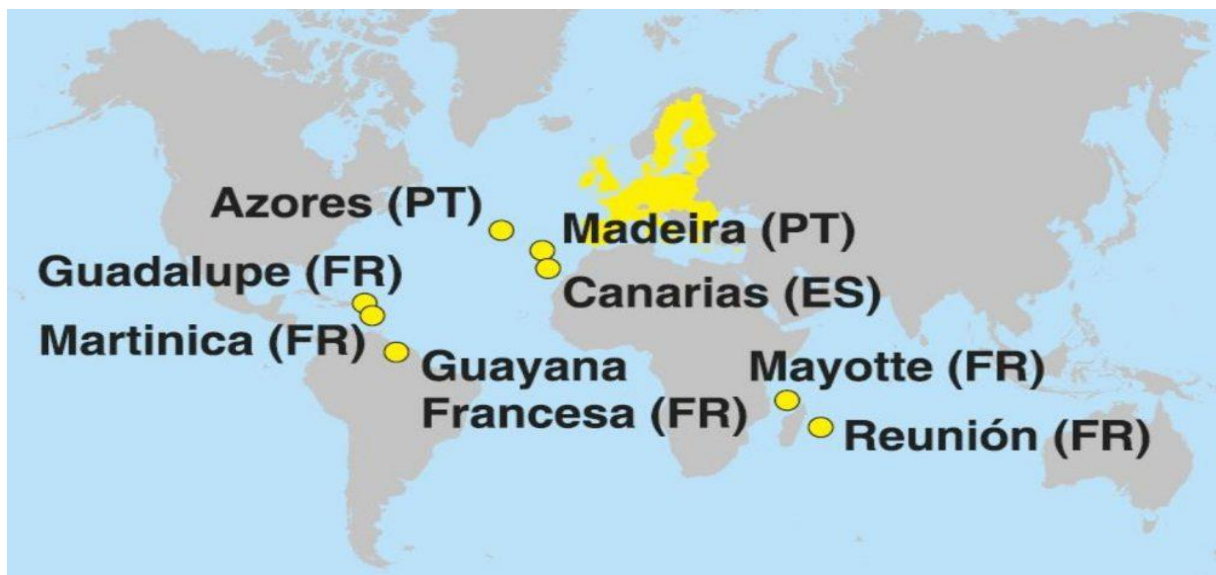 Azores (PT)
Madeira (PT)
Guadalupe (FR)
Canarias (ES)
Martinica (FR)
Guayana
Francesa (FR)
Mayotte (FR)
Reunión (FR)